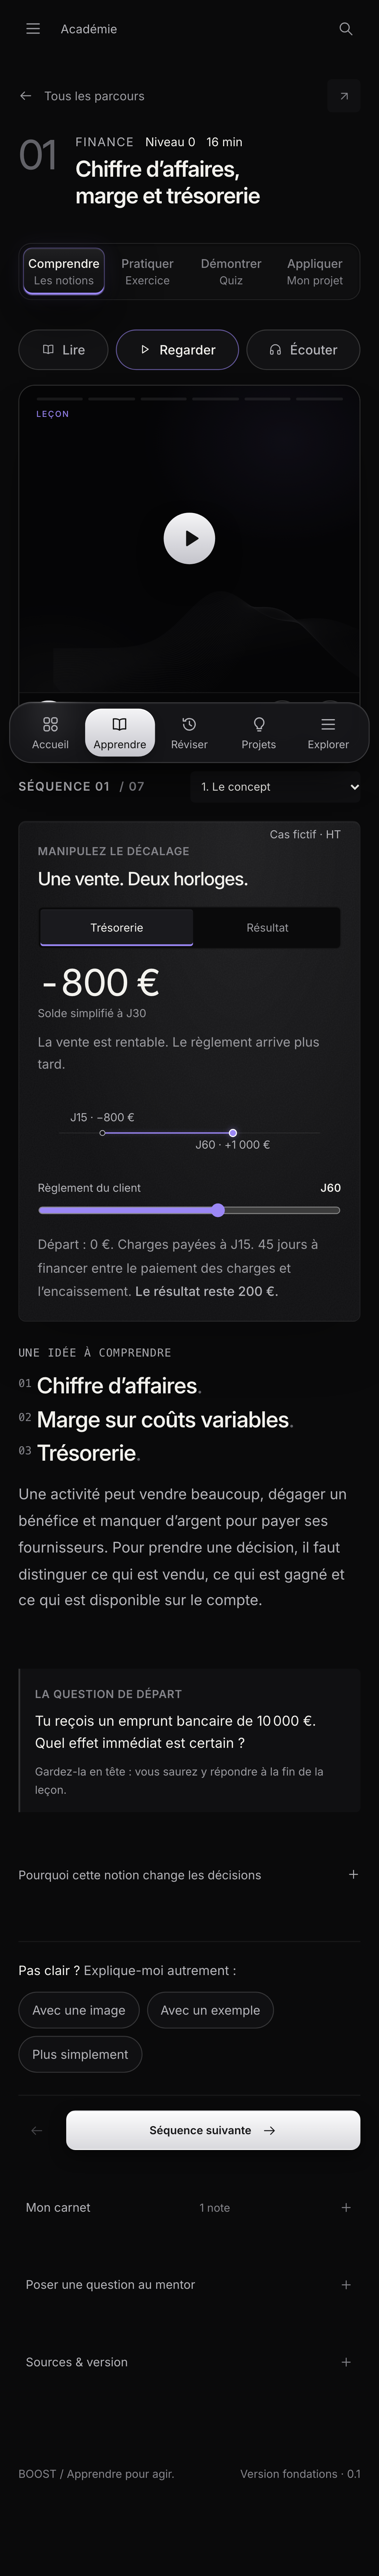 Académie
Tous les parcours
01
FINANCE Niveau 0 16 min
Chiffre d’affaires,
marge et trésorerie
Comprendre
Les notions
Pratiquer
Exercice
Démontrer
Quiz
Appliquer
Mon projet
Lire
Regarder
Écouter
LEÇON
Accueil
Apprendre
Réviser
Projets
Explorer
SÉQUENCE 01 / 07
1. Le concept
Cas fictif · HT
MANIPULEZ LE DÉCALAGE
Une vente. Deux horloges.
Trésorerie
Résultat
-800 €
Solde simplifié à J30
La vente est rentable. Le règlement arrive plus
tard.
J15 · −800 €
J60 · +1 000 €
Règlement du client
J60
Départ : 0 €. Charges payées à J15. 45 jours à
financer entre le paiement des charges et
l’encaissement. Le résultat reste 200 €.
UNE IDÉE À COMPRENDRE
01 Chiffre d’affaires.
02 Marge sur coûts variables.
03 Trésorerie.
Une activité peut vendre beaucoup, dégager un
bénéfice et manquer d’argent pour payer ses
fournisseurs. Pour prendre une décision, il faut
distinguer ce qui est vendu, ce qui est gagné et
ce qui est disponible sur le compte.
LA QUESTION DE DÉPART
Tu reçois un emprunt bancaire de 10 000 €.
Quel effet immédiat est certain ?
Gardez-la en tête : vous saurez y répondre à la fin de la
leçon.
Pourquoi cette notion change les décisions
Pas clair ? Explique-moi autrement :
Avec une image
Avec un exemple
Plus simplement
Séquence suivante
Mon carnet
1 note
Poser une question au mentor
Sources & version
BOOST / Apprendre pour agir.
Version fondations · 0.1